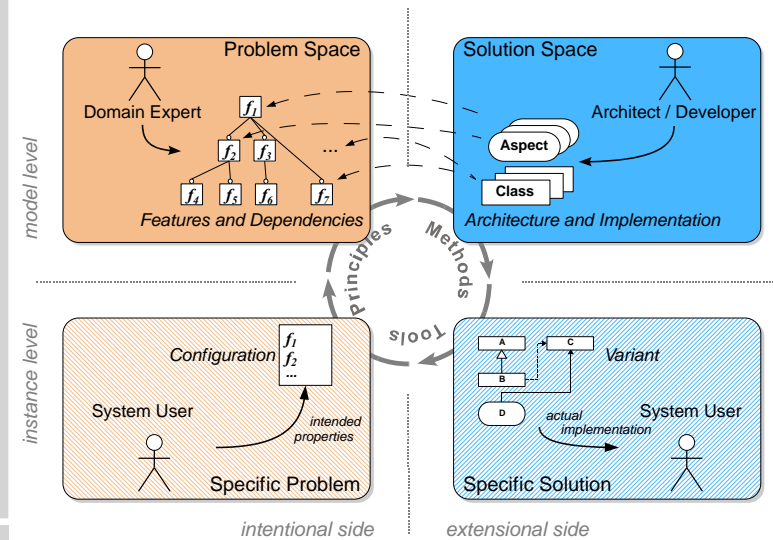 Problem Space
Solution Space
Domain Expert
Architect / Developer
f1
f2
f3
...
f4
f5
f6
f7
Aspect
Class
Features and Dependencies
Architecture and Implementation
model level
Principles
Methods
Tools
instance level
Configuration
f1
f2
...
System User
intended
properties
Specific Problem
A
C
B
D
Variant
actual
implementation
System User
Specific Solution
intentional side
extensional side